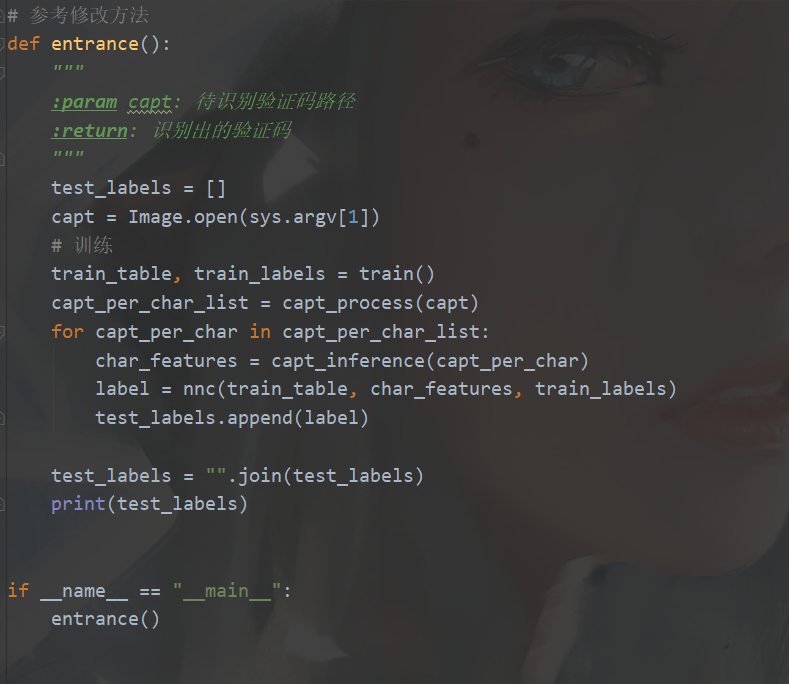 # 参考修改方法
def entrance():
    """
    :param capt: 待识别验证码路径
    :return: 识别出的验证码
    """
    test_labels = []
    capt = Image.open(sys.argv[1])
    # 训练
    train_table, train_labels = train()
    capt_per_char_list = capt_process(capt)
    for capt_per_char in capt_per_char_list:
        char_features = capt_inference(capt_per_char)
        label = nnc(train_table, char_features, train_labels)
        test_labels.append(label)

    test_labels = "".join(test_labels)
    print(test_labels)


if __name__ == "__main__":
    entrance()